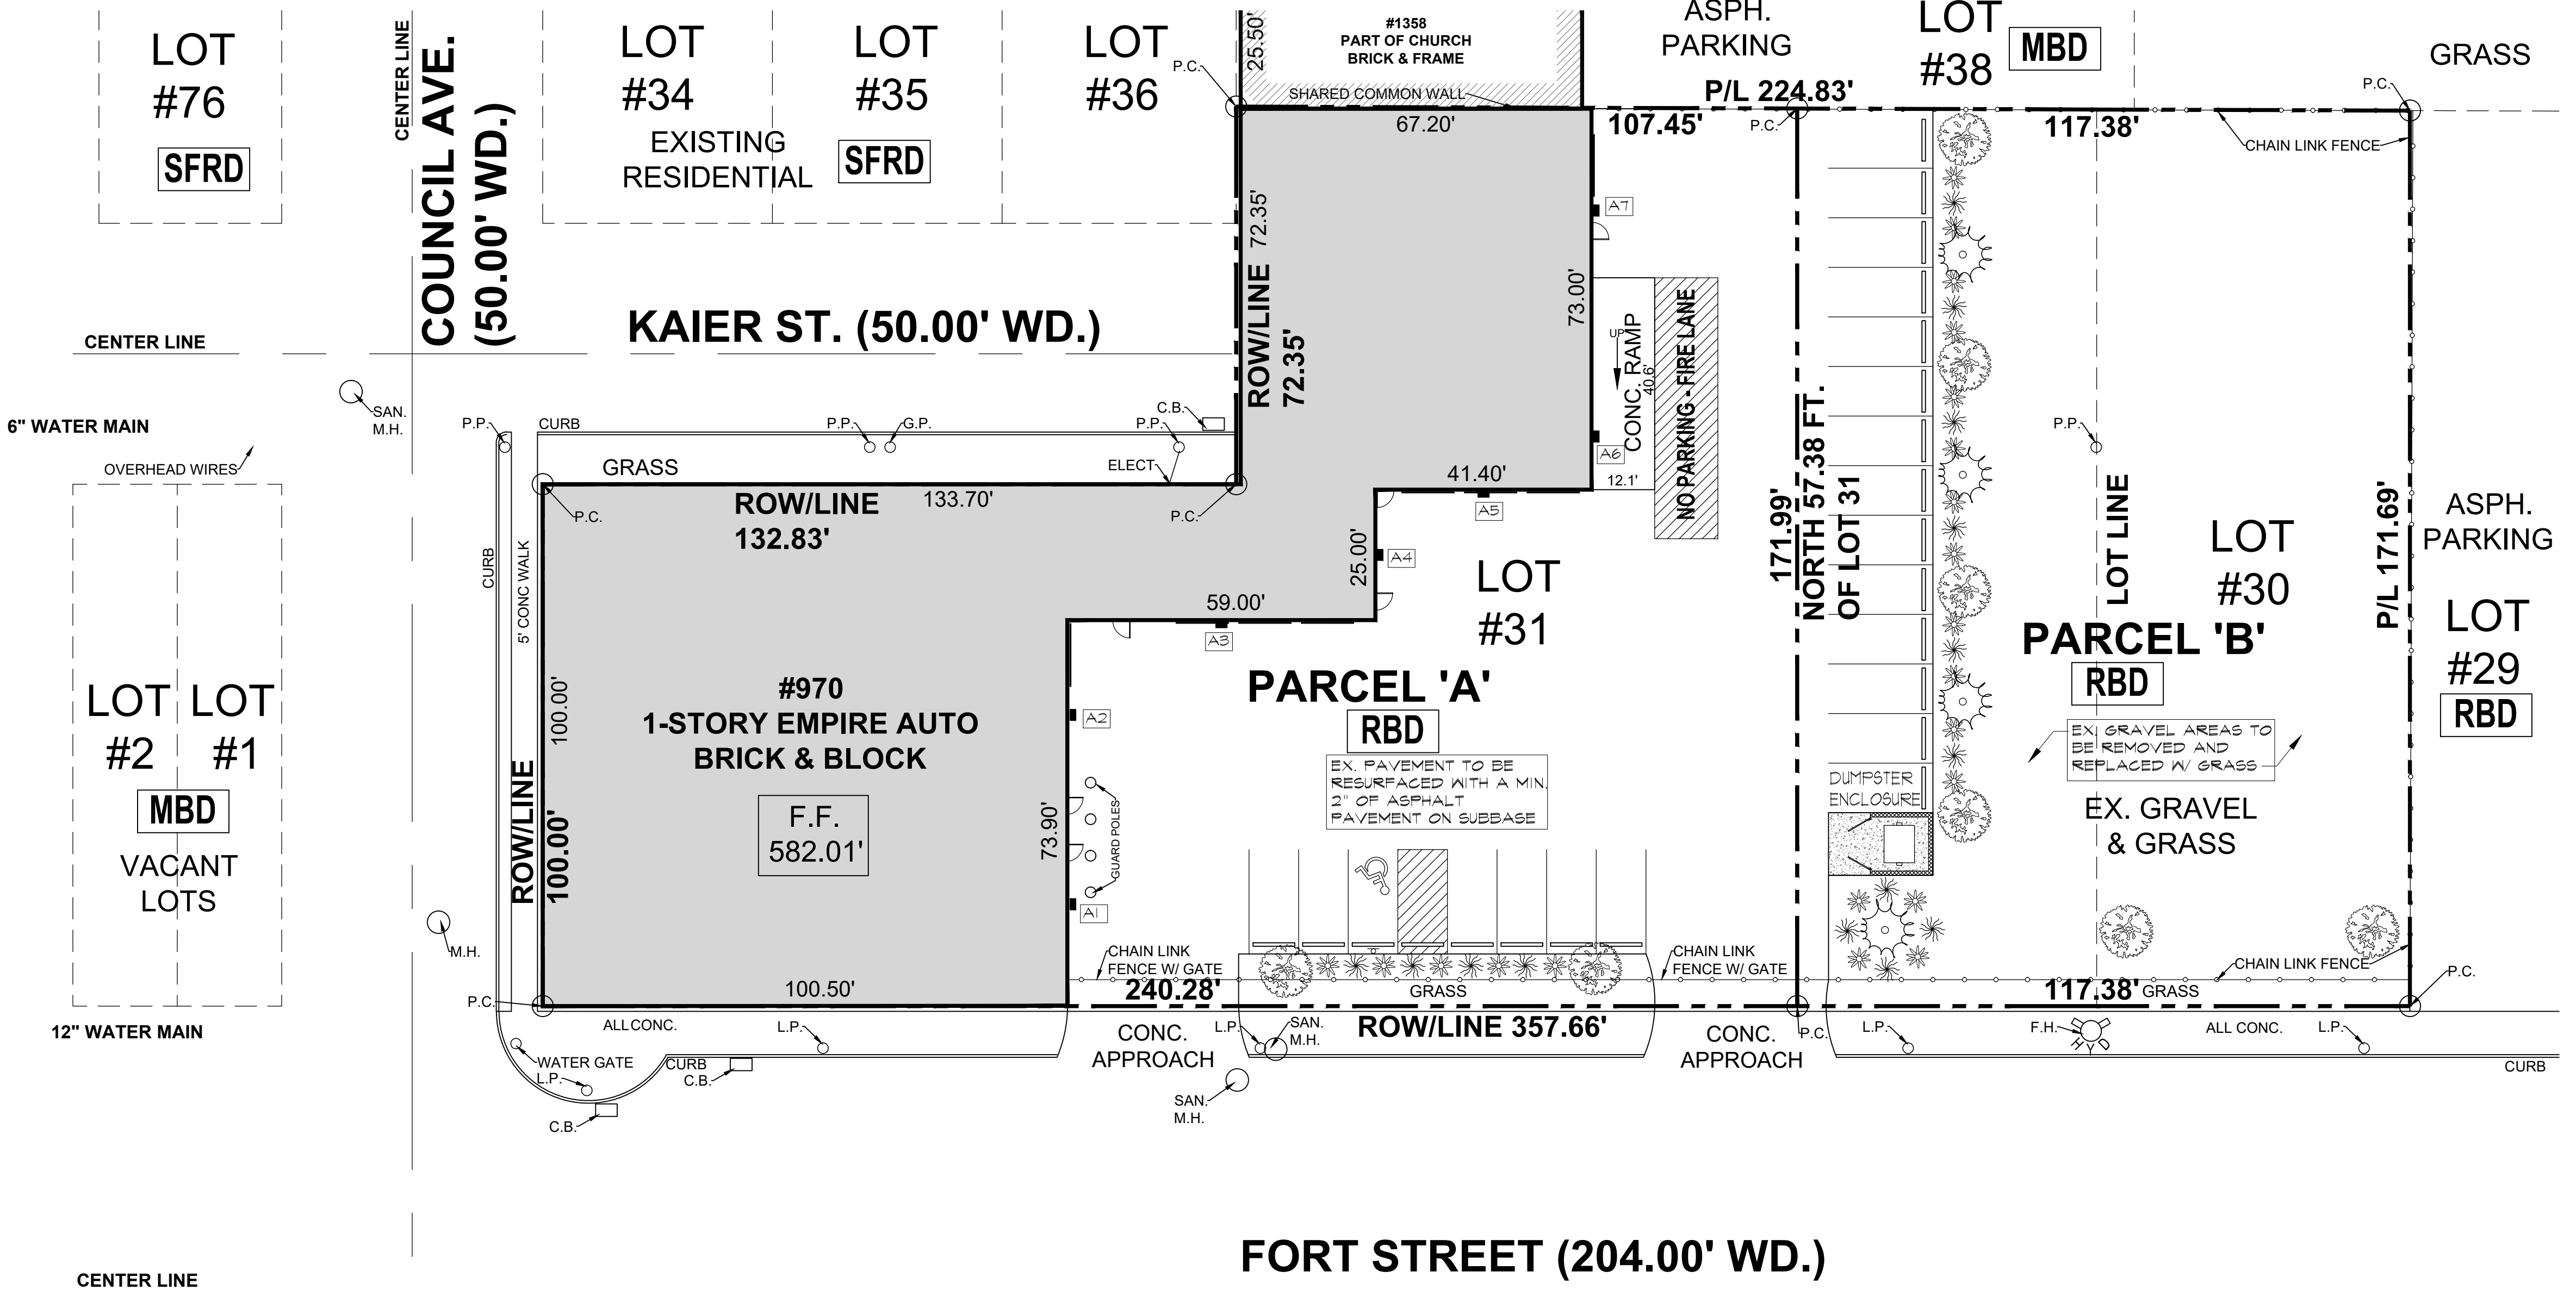 LOT
#76
SFRD
CENTER LINE
COUNCIL AVE.
(50.00' WD.)
LOT
#34
LOT
#35
LOT
#36
EXISTING
RESIDENTIAL
SFRD
P.C.
25.50'
#1358
PART OF CHURCH
BRICK & FRAME
SHARED COMMON WALL
ASPH.
PARKING
P/L 224.83'
LOT
#38
MBD
GRASS
P.C.
67.20'
107.45'
P.C.
117.38'
CHAIN LINK FENCE
KAIER ST. (50.00' WD.)
CENTER LINE
72.35'
ROW/LINE
72.35'
73.00'
A7
UP
CONC. RAMP
40.6'
NO PARKING - FIRE LANE
12.1'
A6
41.40'
A5
25.00'
A4
59.00'
A3
171.99'
NORTH 57.38 FT.
OF LOT 31
P.P.
LOT LINE
P/L 171.69'
ASPH.
PARKING
LOT
#29
RBD
LOT
#30
PARCEL 'B'
RBD
EX. GRAVEL AREAS TO
BE REMOVED AND
REPLACED W/ GRASS
EX. GRAVEL
& GRASS
6" WATER MAIN
SAN.
M.H.
OVERHEAD WIRES
P.P.
CURB
P.P.
G.P.
P.P.
C.B.
GRASS
ELECT
ROW/LINE
132.83'
133.70'
P.C.
P.C.
CURB
5' CONC WALK
100.00'
ROW/LINE
100.00'
LOT
#2
LOT
#1
MBD
VACANT
LOTS
M.H.
#970
1-STORY EMPIRE AUTO
BRICK & BLOCK
F.F.
582.01'
73.90'
A2
GUARD POLES
A1
LOT
#31
PARCEL 'A'
RBD
EX. PAVEMENT TO BE
RESURFACED WITH A MIN.
2" OF ASPHALT
PAVEMENT ON SUBBASE
DUMPSTER
ENCLOSURE
CHAIN LINK
FENCE W/ GATE
CHAIN LINK
FENCE W/ GATE
CHAIN LINK FENCE
P.C.
P.C.
100.50'
240.28'
GRASS
117.38'
GRASS
12" WATER MAIN
ALL CONC.
L.P.
CONC.
APPROACH
L.P.
SAN.
M.H.
ROW/LINE 357.66'
CONC.
APPROACH
P.C.
L.P.
F.H.
HYD
ALL CONC.
L.P.
CURB
WATER GATE
L.P.
CURB
C.B.
C.B.
SAN.
M.H.
FORT STREET (204.00' WD.)
CENTER LINE